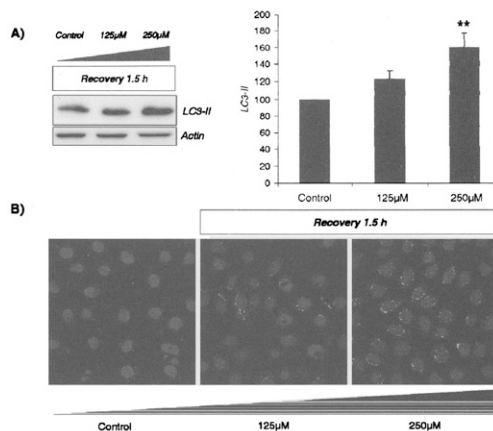 A)
Control 125µM 250µM
Recovery 1.5 h
LC3-II
Actin
LC3-II
200
180
160
140
120
100
80
60
40
20
0
**
Control 125µM 250µM
B)
Recovery 1.5 h
Control 125µM 250µM